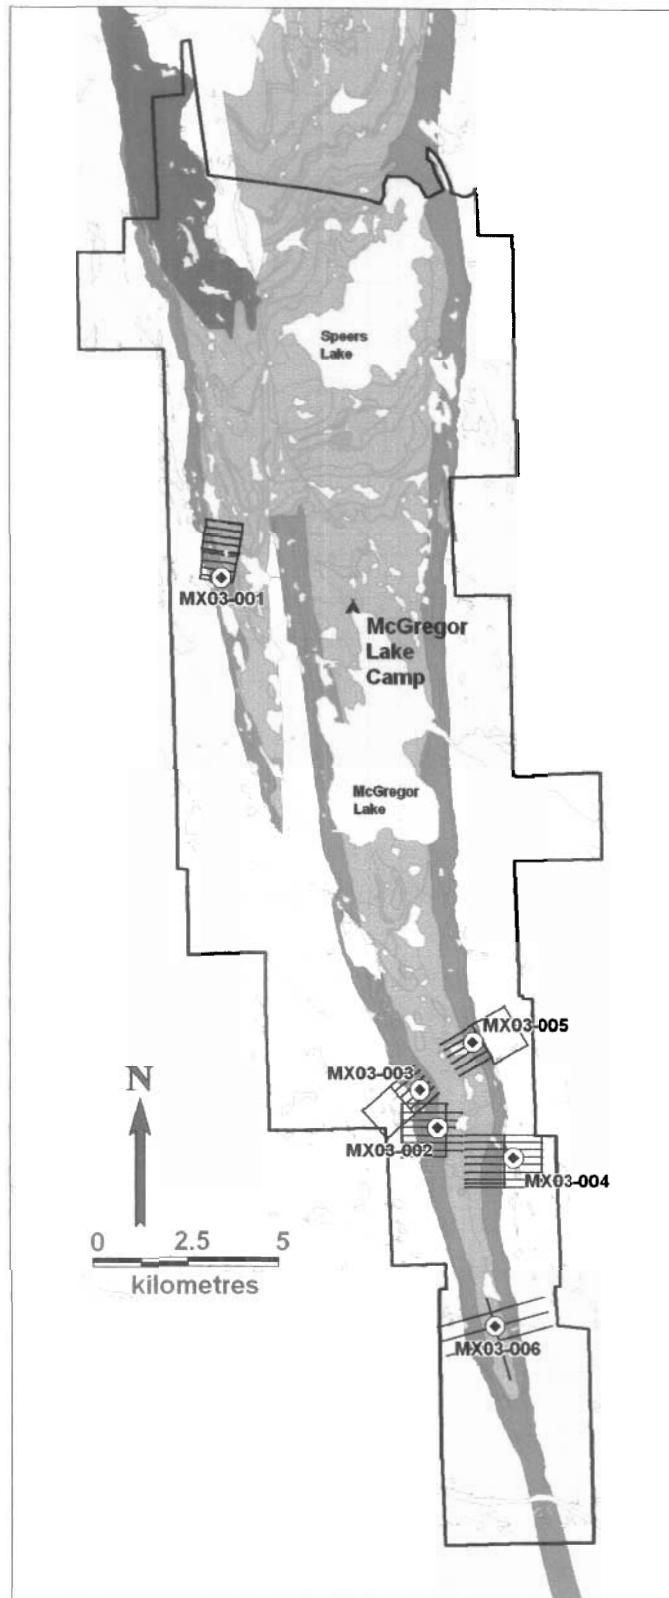 Speers
Lake
MX03-001
McGregor
Lake
Camp
McGregor
Lake
MX03-005
MX03-003
MX03-002
MX03-004
N
0 2.5 5
kilometres
MX03-006